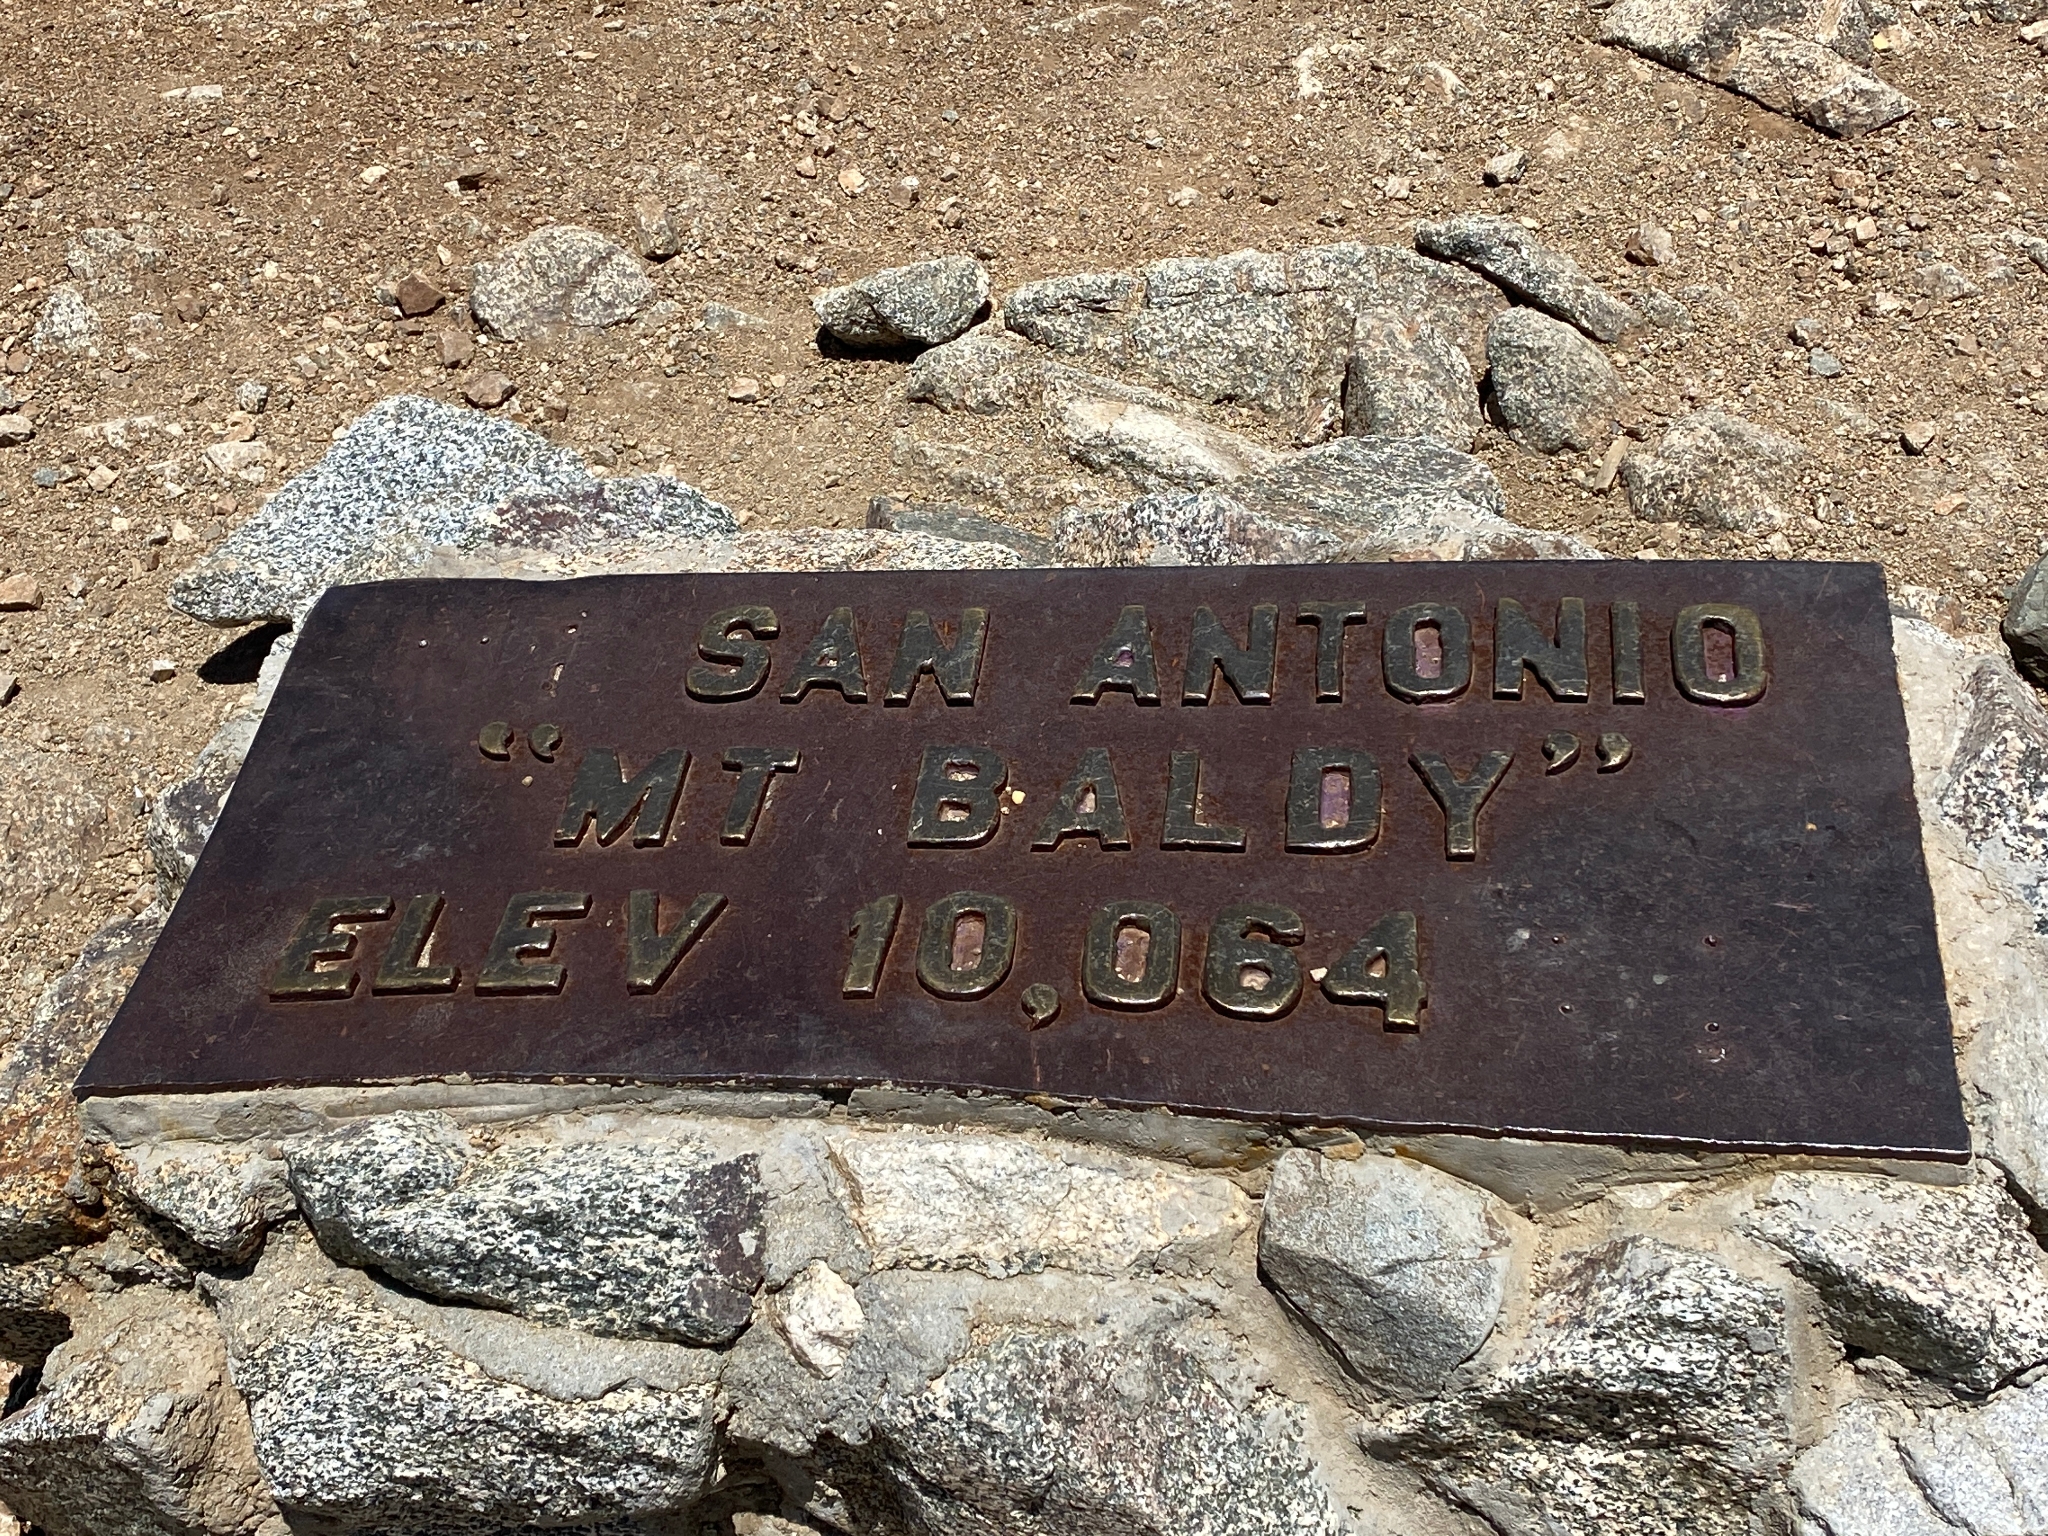 SAN ANTONIO
“MT BALDY”
ELEV 10,064